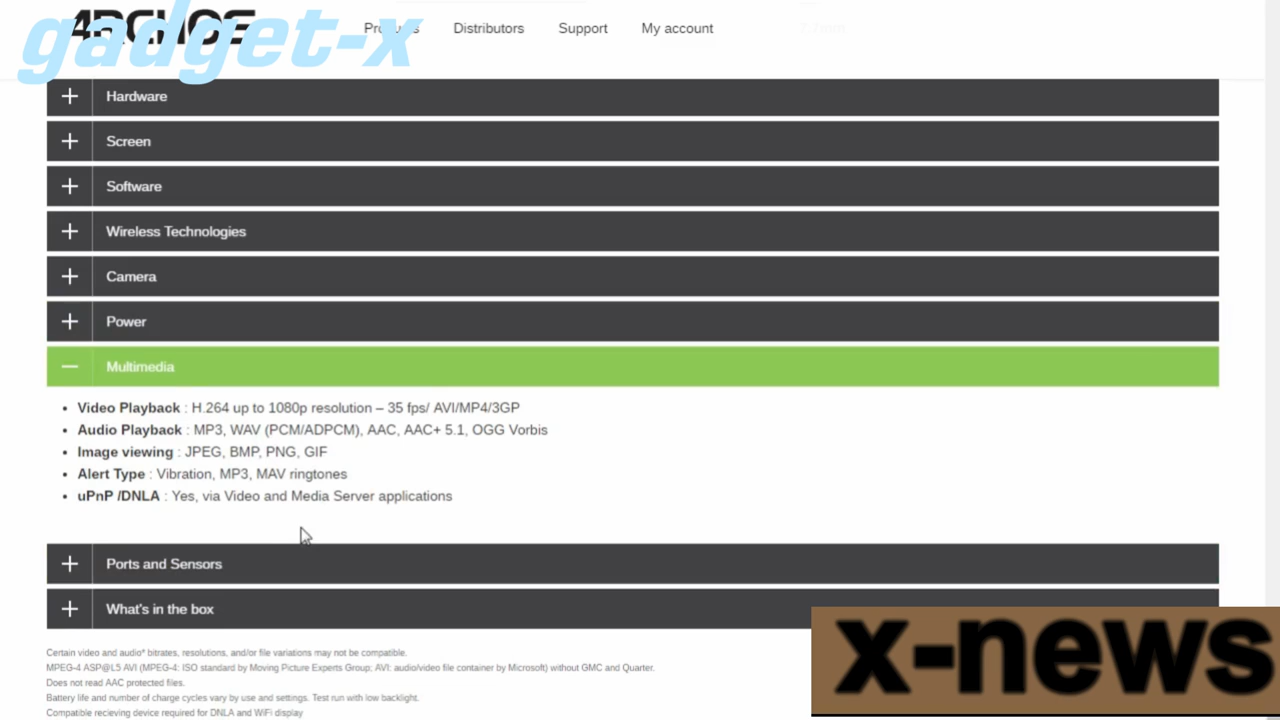 ARCHOS
gadget-x
Products Distributors Support My account
Hardware
Screen
Software
Wireless Technologies
Camera
Power
Multimedia
• Video Playback : H.264 up to 1080p resolution – 35 fps/ AVI/MP4/3GP
• Audio Playback : MP3, WAV (PCM/ADPCM), AAC, AAC+ 5.1, OGG Vorbis
• Image viewing : JPEG, BMP, PNG, GIF
• Alert Type : Vibration, MP3, MAV ringtones
• uPnP /DNLA : Yes, via Video and Media Server applications
Ports and Sensors
What's in the box
x-news
Certain video and audio* bitrates, resolutions, and/or file variations may not be compatible.
MPEG-4 ASP@L5 AVI (MPEG-4: ISO standard by Moving Picture Experts Group; AVI: audio/video file container by Microsoft) without GMC and Quarter.
Does not read AAC protected files.
Battery life and number of charge cycles vary by use and settings. Test run with low backlight.
Compatible recieving device required for DNLA and WiFi display